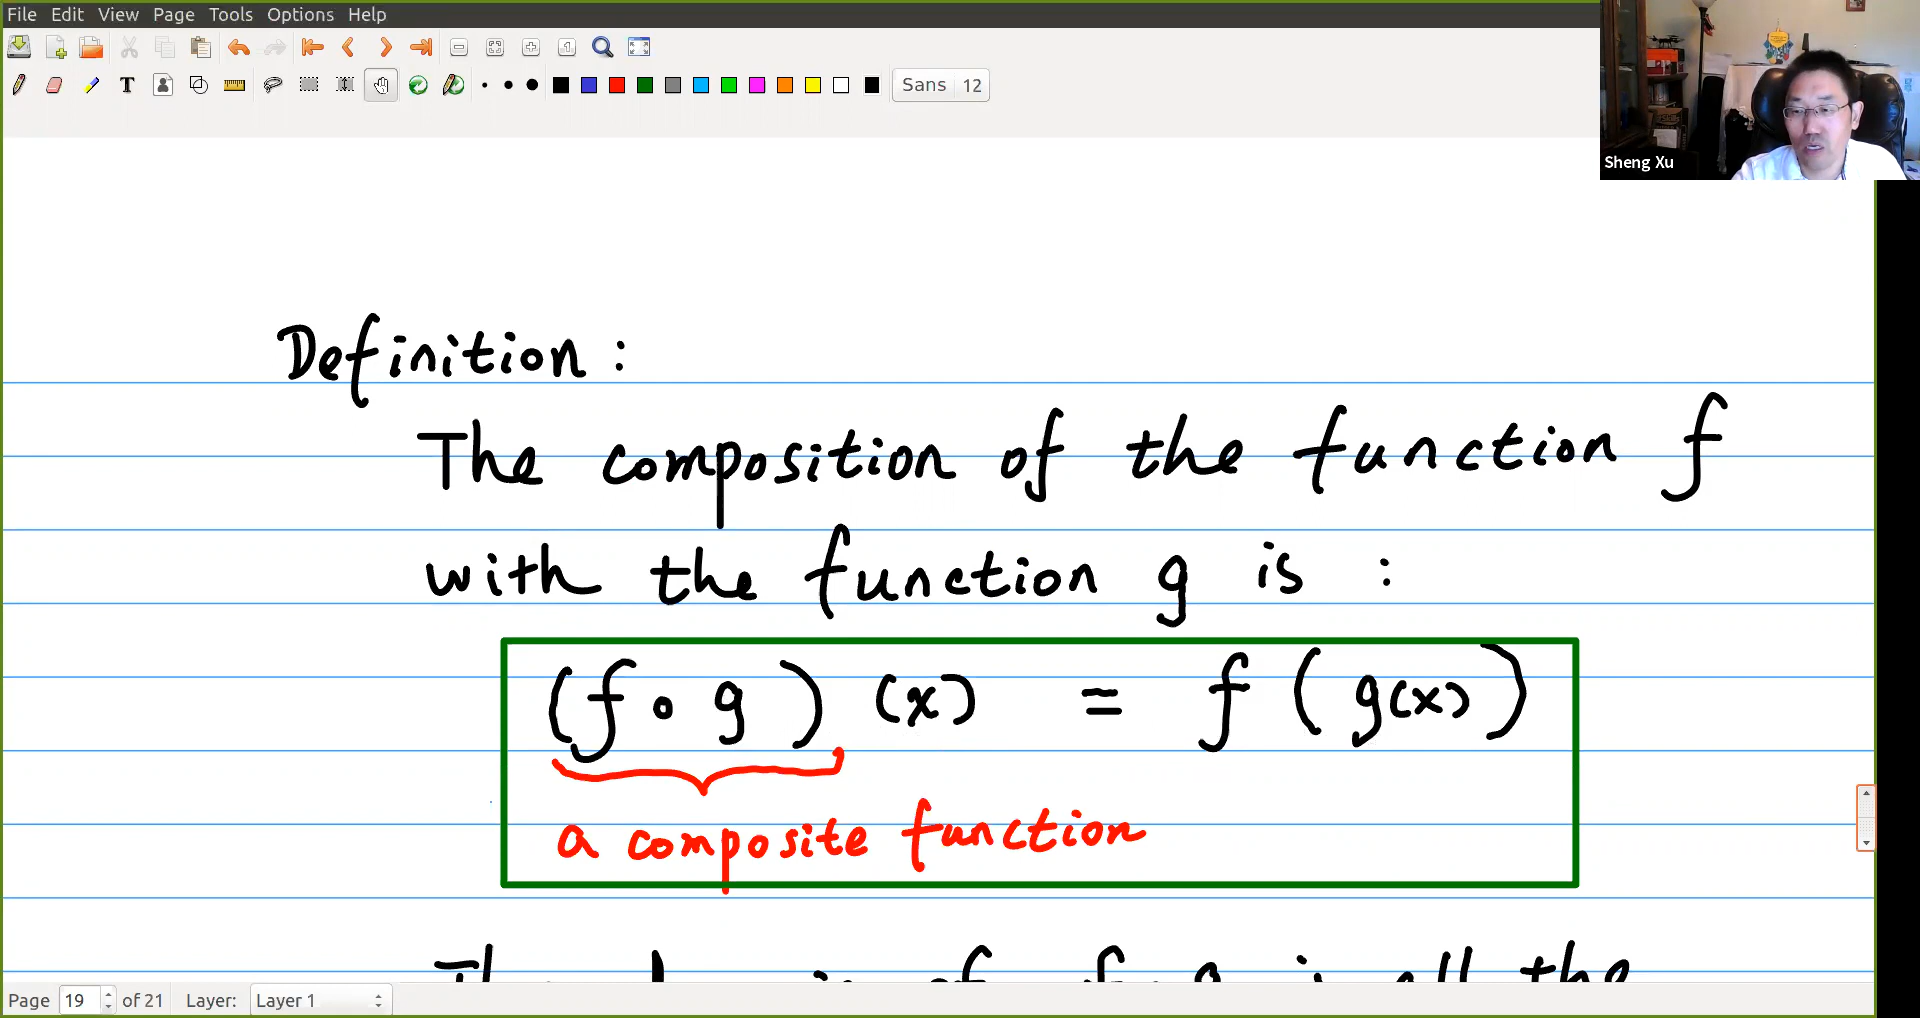 File Edit View Page Tools Options Help
Sans 12
Sheng Xu
Definition :
The composition of the function f
with the function g is :
(f∘g)(x) = f(g(x))
a composite function
Page 19 of 21 Layer: Layer 1